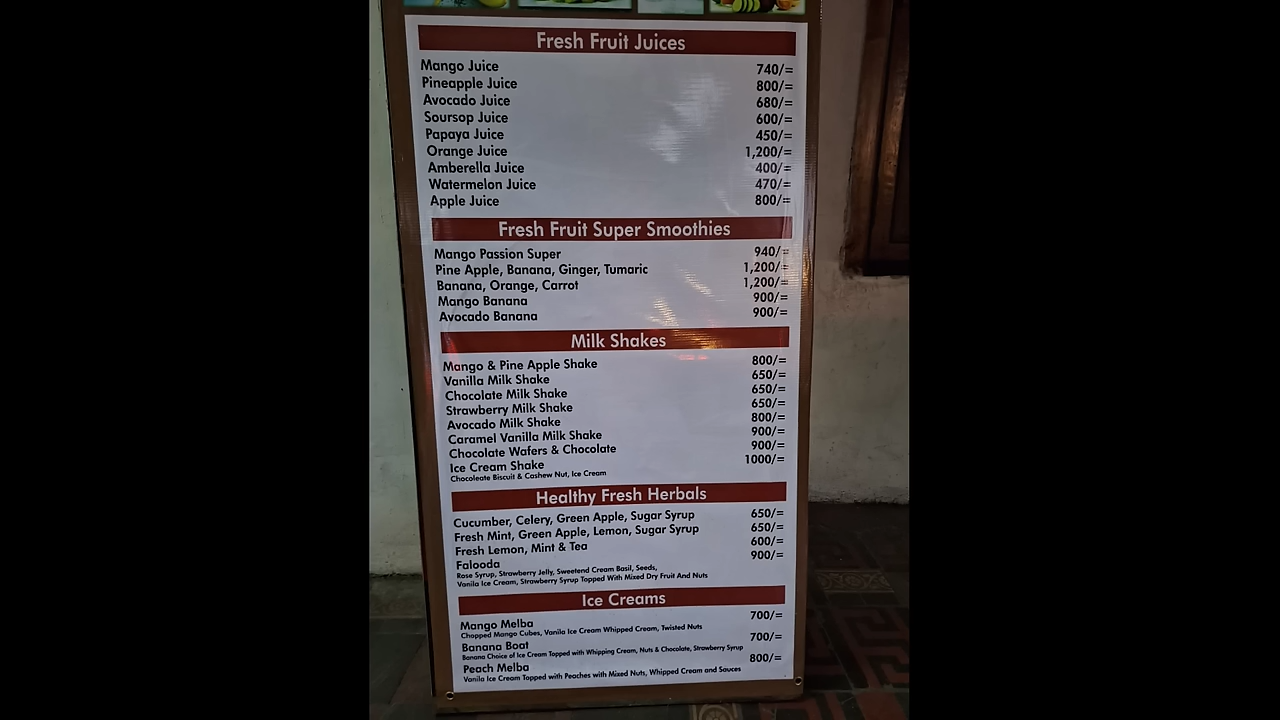 Fresh Fruit Juices
Mango Juice 740/=
Pineapple Juice 800/=
Avocado Juice 680/=
Soursop Juice 600/=
Papaya Juice 450/=
Orange Juice 1,200/=
Amberella Juice 400/=
Watermelon Juice 470/=
Apple Juice 800/=
Fresh Fruit Super Smoothies
Mango Passion Super 940/=
Pine Apple, Banana, Ginger, Tumaric 1,200/=
Banana, Orange, Carrot 1,200/=
Mango Banana 900/=
Avocado Banana 900/=
Milk Shakes
Mango & Pine Apple Shake 800/=
Vanilla Milk Shake 650/=
Chocolate Milk Shake 650/=
Strawberry Milk Shake 650/=
Avocado Milk Shake 800/=
Caramel Vanilla Milk Shake 900/=
Chocolate Wafers & Chocolate 900/=
Ice Cream Shake 1000/=
Chocoleate Biscuit & Cashew Nut, Ice Cream
Healthy Fresh Herbals
Cucumber, Celery, Green Apple, Sugar Syrup 650/=
Fresh Mint, Green Apple, Lemon, Sugar Syrup 650/=
Fresh Lemon, Mint & Tea 600/=
Falooda 900/=
Rose Syrup, Strawberry Jelly, Sweetend Cream Basil, Seeds,
Vanila Ice Cream, Strawberry Syrup Topped With Mixed Dry Fruit And Nuts
Ice Creams
Mango Melba 700/=
Chopped Mango Cubes, Vanila Ice Cream Whipped Cream, Twisted Nuts
Banana Boat 700/=
Banana Choice of Ice Cream Topped with Whipping Cream, Nuts & Chocolate, Strawberry Syrup
Peach Melba 800/=
Vanila Ice Cream Topped with Peaches with Mixed Nuts, Whipped Cream and Sauces